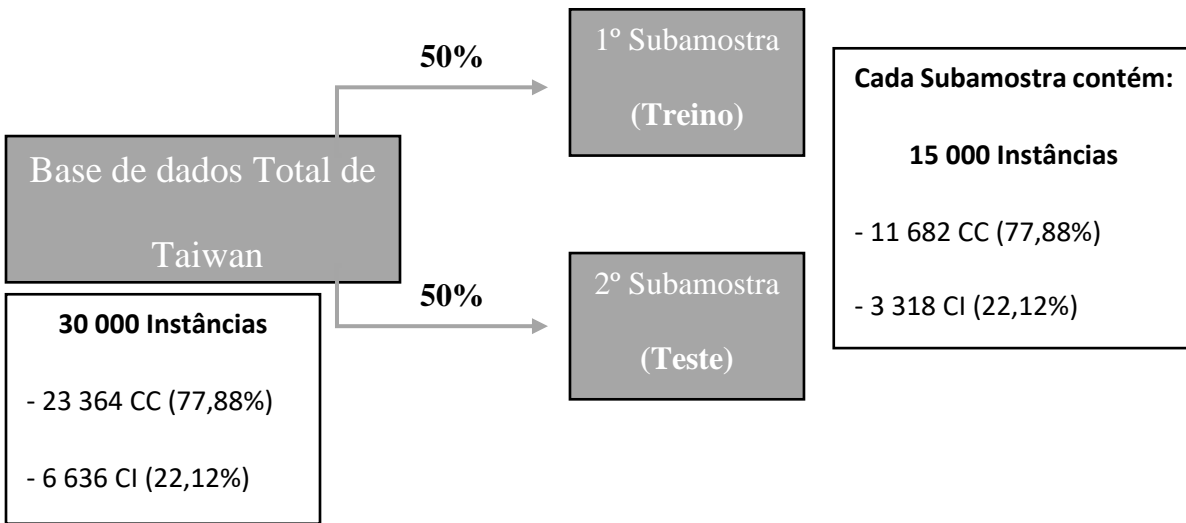 50%
1º Subamostra
(Treino)
Cada Subamostra contém:
15 000 Instâncias
- 11 682 CC (77,88%)
- 3 318 CI (22,12%)
Base de dados Total de
Taiwan
50%
2º Subamostra
(Teste)
30 000 Instâncias
- 23 364 CC (77,88%)
- 6 636 CI (22,12%)